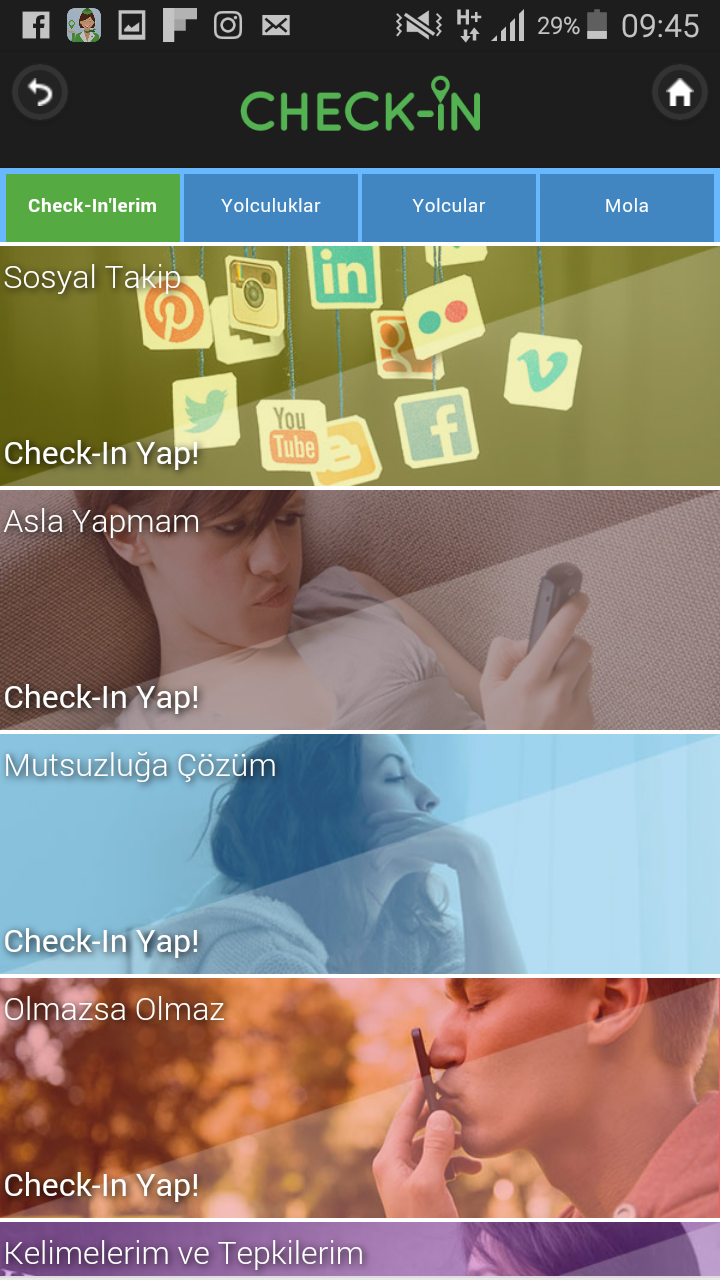 H+
29%
09:45
CHECK-iN
Check-In'lerim
Yolculuklar
Yolcular
Mola
Sosyal Takip
in
You
Tube
Check-In Yap!
Asla Yapmam
Check-In Yap!
Mutsuzluğa Çözüm
Check-In Yap!
Olmazsa Olmaz
Check-In Yap!
Kelimelerim ve Tepkilerim